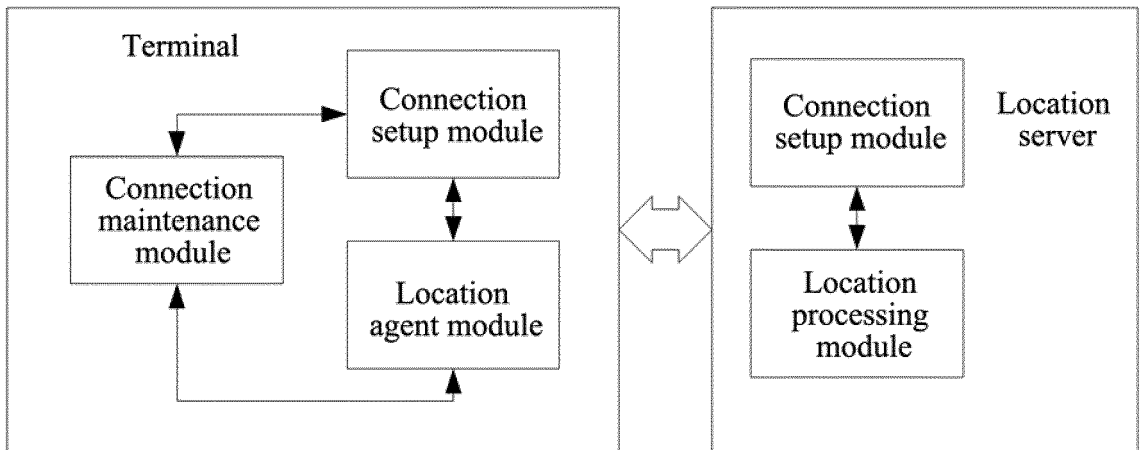 Terminal
Connection
setup module
Connection
maintenance
module
Location
agent module
Connection
setup module
Location
server
Location
processing
module